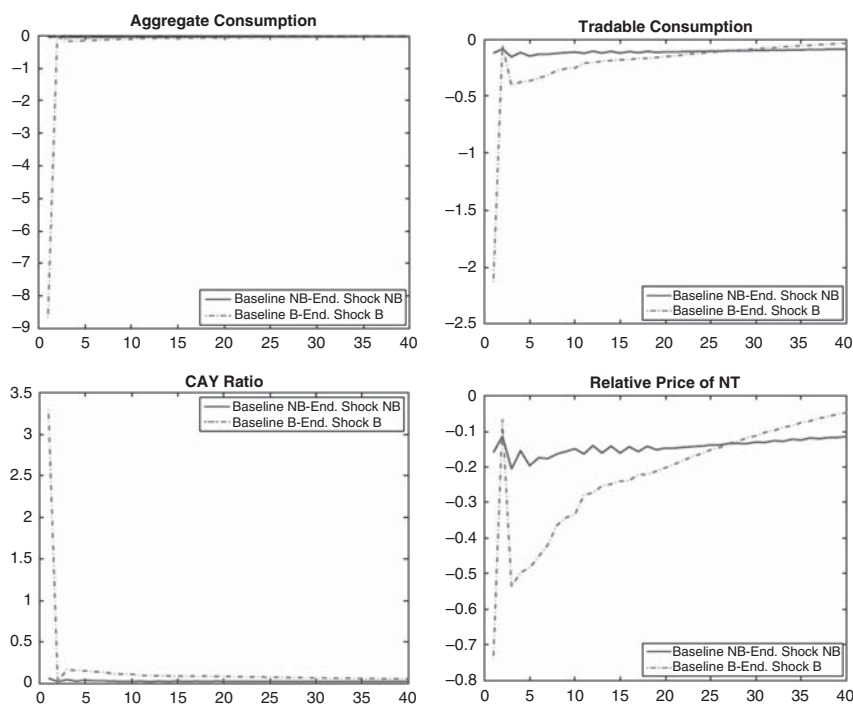 Aggregate Consumption
0
−1
−2
−3
−4
−5
−6
−7
−8
−9
Baseline NB-End. Shock NB
Baseline B-End. Shock B
0 5 10 15 20 25 30 35 40
Tradable Consumption
0
−0.5
−1
−1.5
−2
−2.5
Baseline NB-End. Shock NB
Baseline B-End. Shock B
0 5 10 15 20 25 30 35 40
CAY Ratio
3.5
3
2.5
2
1.5
1
0.5
0
Baseline NB-End. Shock NB
Baseline B-End. Shock B
0 5 10 15 20 25 30 35 40
Relative Price of NT
0
−0.1
−0.2
−0.3
−0.4
−0.5
−0.6
−0.7
−0.8
Baseline NB-End. Shock NB
Baseline B-End. Shock B
0 5 10 15 20 25 30 35 40